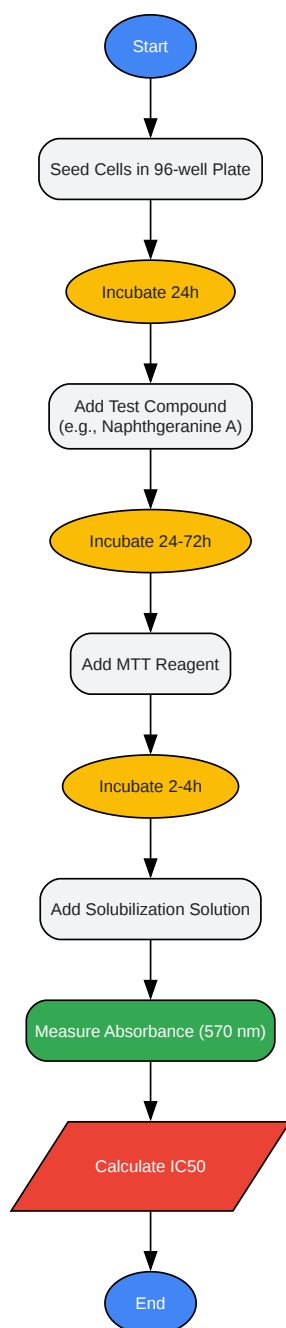 Start
Seed Cells in 96-well Plate
Incubate 24h
Add Test Compound
(e.g., Naphthgeranine A)
Incubate 24-72h
Add MTT Reagent
Incubate 2-4h
Add Solubilization Solution
Measure Absorbance (570 nm)
Calculate IC50
End